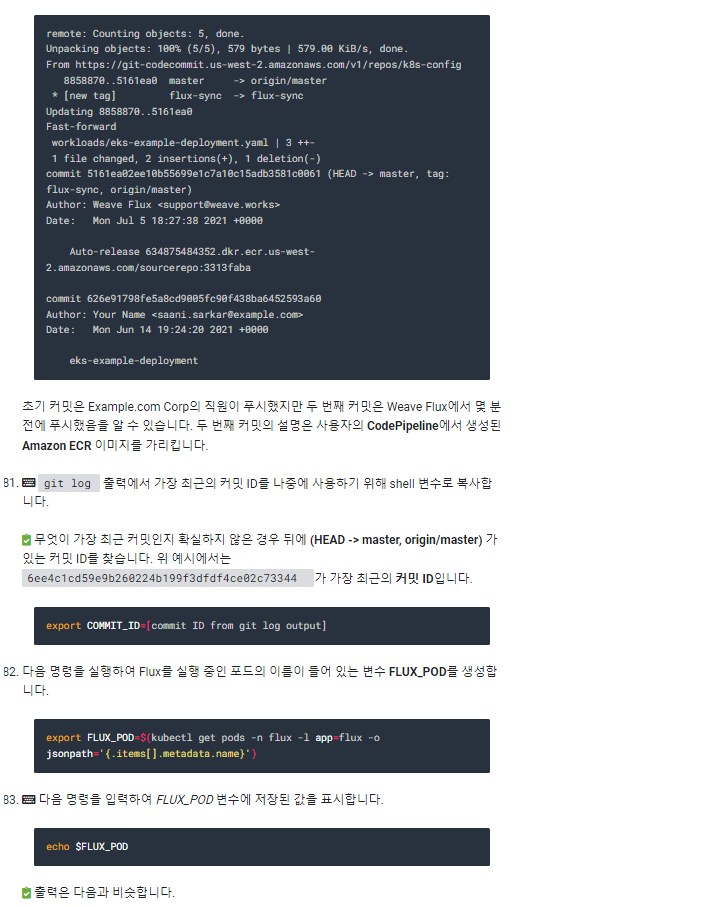 remote: Counting objects: 5, done.
Unpacking objects: 100% (5/5), 579 bytes | 579.00 KiB/s, done.
From https://git-codecommit.us-west-2.amazonaws.com/v1/repos/k8s-config
8858870..5161ea0 master -> origin/master
* [new tag] flux-sync -> flux-sync
Updating 8858870..5161ea0
Fast-forward
workloads/eks-example-deployment.yaml | 3 ++-
1 file changed, 2 insertions(+), 1 deletion(-)
commit 5161ea02ee10b55699e1c7a10c15adb3581c0061 (HEAD -> master, tag:
flux-sync, origin/master)
Author: Weave Flux <support@weave.works>
Date: Mon Jul 5 18:27:38 2021 +0000
Auto-release 634875484352.dkr.ecr.us-west-
2.amazonaws.com/sourcerepo:3313faba
commit 626e91798fe5a8cd9005fc90f438ba6452593a60
Author: Your Name <saani.sarkar@example.com>
Date: Mon Jun 14 19:24:20 2021 +0000
eks-example-deployment
초기 커밋은 Example.com Corp의 직원이 푸시했지만 두 번째 커밋은 Weave Flux에서 몇 분
전에 푸시했음을 알 수 있습니다. 두 번째 커밋의 설명은 사용자의 CodePipeline에서 생성된
Amazon ECR 이미지를 가리킵니다.
81. git log 출력에서 가장 최근의 커밋 ID를 나중에 사용하기 위해 shell 변수로 복사합
니다.
무엇이 가장 최근 커밋인지 확실하지 않은 경우 뒤에 (HEAD -> master, origin/master) 가
있는 커밋 ID를 찾습니다. 위 예시에서는
6ee4c1cd59e9b260224b199f3dfdf4ce02c73344 가 가장 최근의 커밋 ID입니다.
export COMMIT_ID=[commit ID from git log output]
82. 다음 명령을 실행하여 Flux를 실행 중인 포드의 이름이 들어 있는 변수 FLUX_POD를 생성합
니다.
export FLUX_POD=$(kubectl get pods -n flux -l app=flux -o
jsonpath='{.items[].metadata.name}')
83. 다음 명령을 입력하여 FLUX_POD 변수에 저장된 값을 표시합니다.
echo $FLUX_POD
출력은 다음과 비슷합니다.